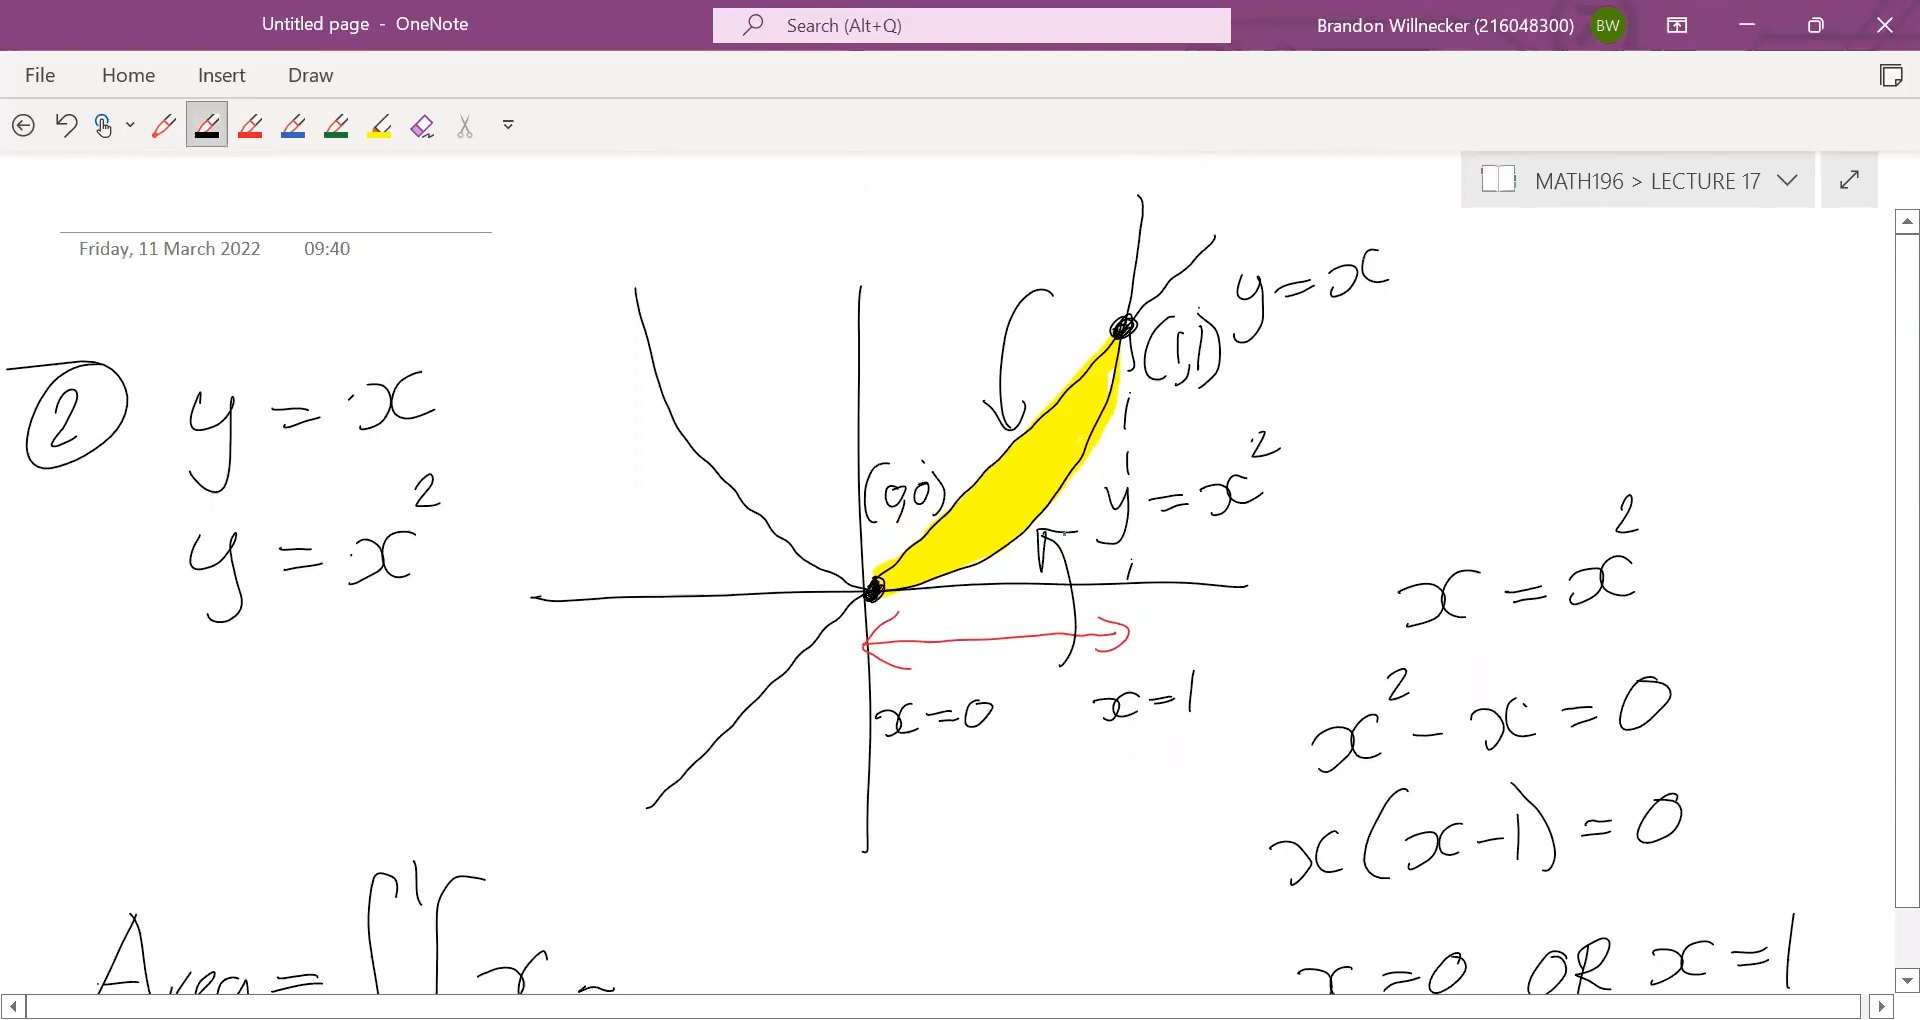 Untitled page - OneNote
Search (Alt+Q)
Brandon Willnecker (216048300)
BW
File Home Insert Draw
MATH196 > LECTURE 17
Friday, 11 March 2022 09:40
y = x
(1,1)
② y = x
y = x²
(0,0)
y = x²
x = 0
x = 1
x = x²
x² - x = 0
x(x-1) = 0
x = 0 OR x = 1
Area = ∫ 1 [ x -